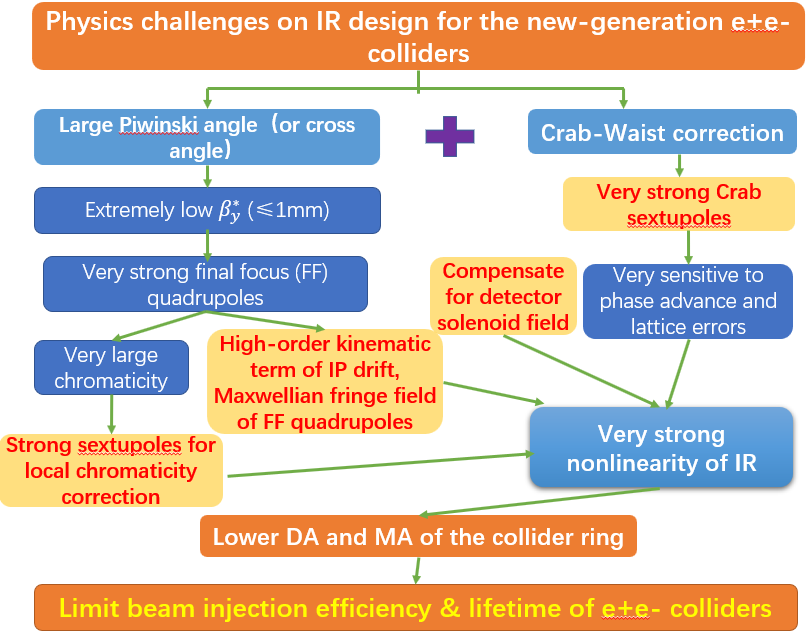 Physics challenges on IR design for the new-generation e+e-
colliders
Large Piwinski angle（or cross
angle）
Crab-Waist correction
Extremely low β*y (≤1mm)
Very strong Crab
sextupoles
Very strong final focus (FF)
quadrupoles
Compensate
for detector
solenoid field
Very sensitive to
phase advance and
lattice errors
Very large
chromaticity
High-order kinematic
term of IP drift,
Maxwellian fringe field
of FF quadrupoles
Strong sextupoles for
local chromaticity
correction
Very strong
nonlinearity of IR
Lower DA and MA of the collider ring
Limit beam injection efficiency & lifetime of e+e- colliders